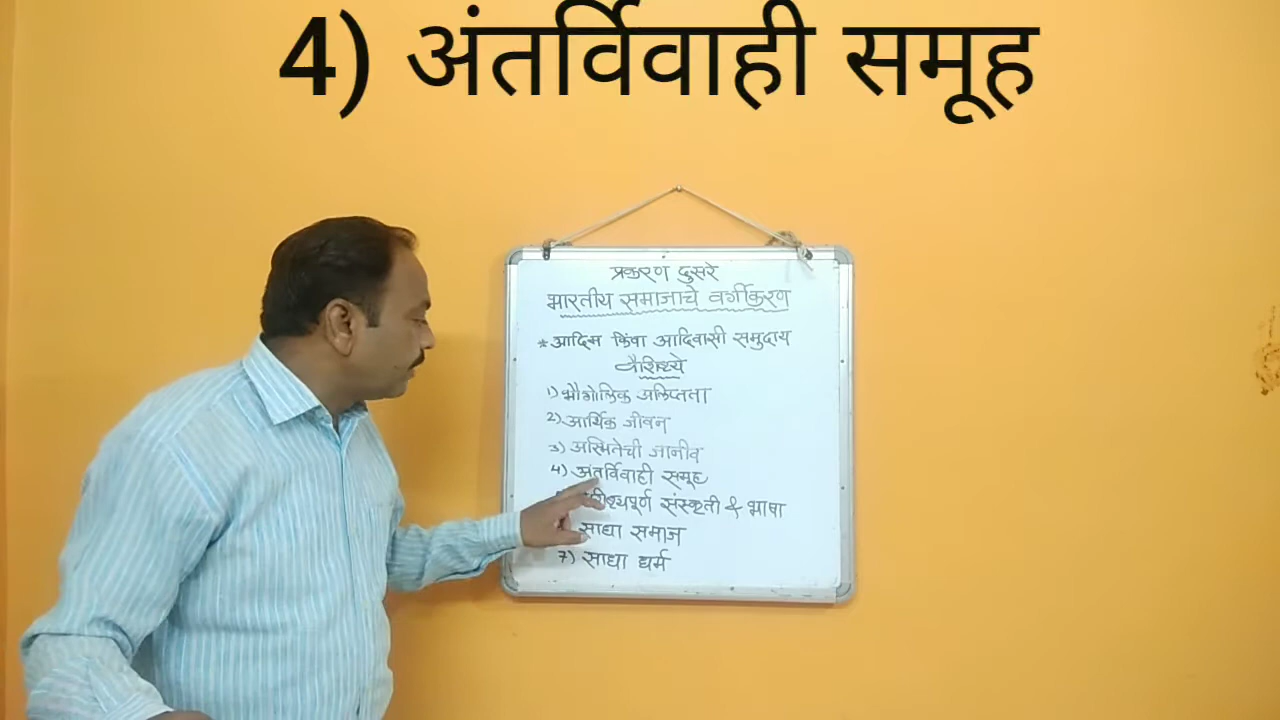 4) अंतर्विवाही समूह
प्रकरण दुसरे
भारतीय समाजाचे वर्गीकरण
* आदिम किंवा आदिवासी समुदाय
वैशिष्ट्ये
1) भौगोलिक अलिप्तता
2) आर्थिक जीवन
3) अस्मितेची जानीव
4) अंतर्विवाही समूह
संस्कृती & भाषा
साधा समाज
7) साधा धर्म